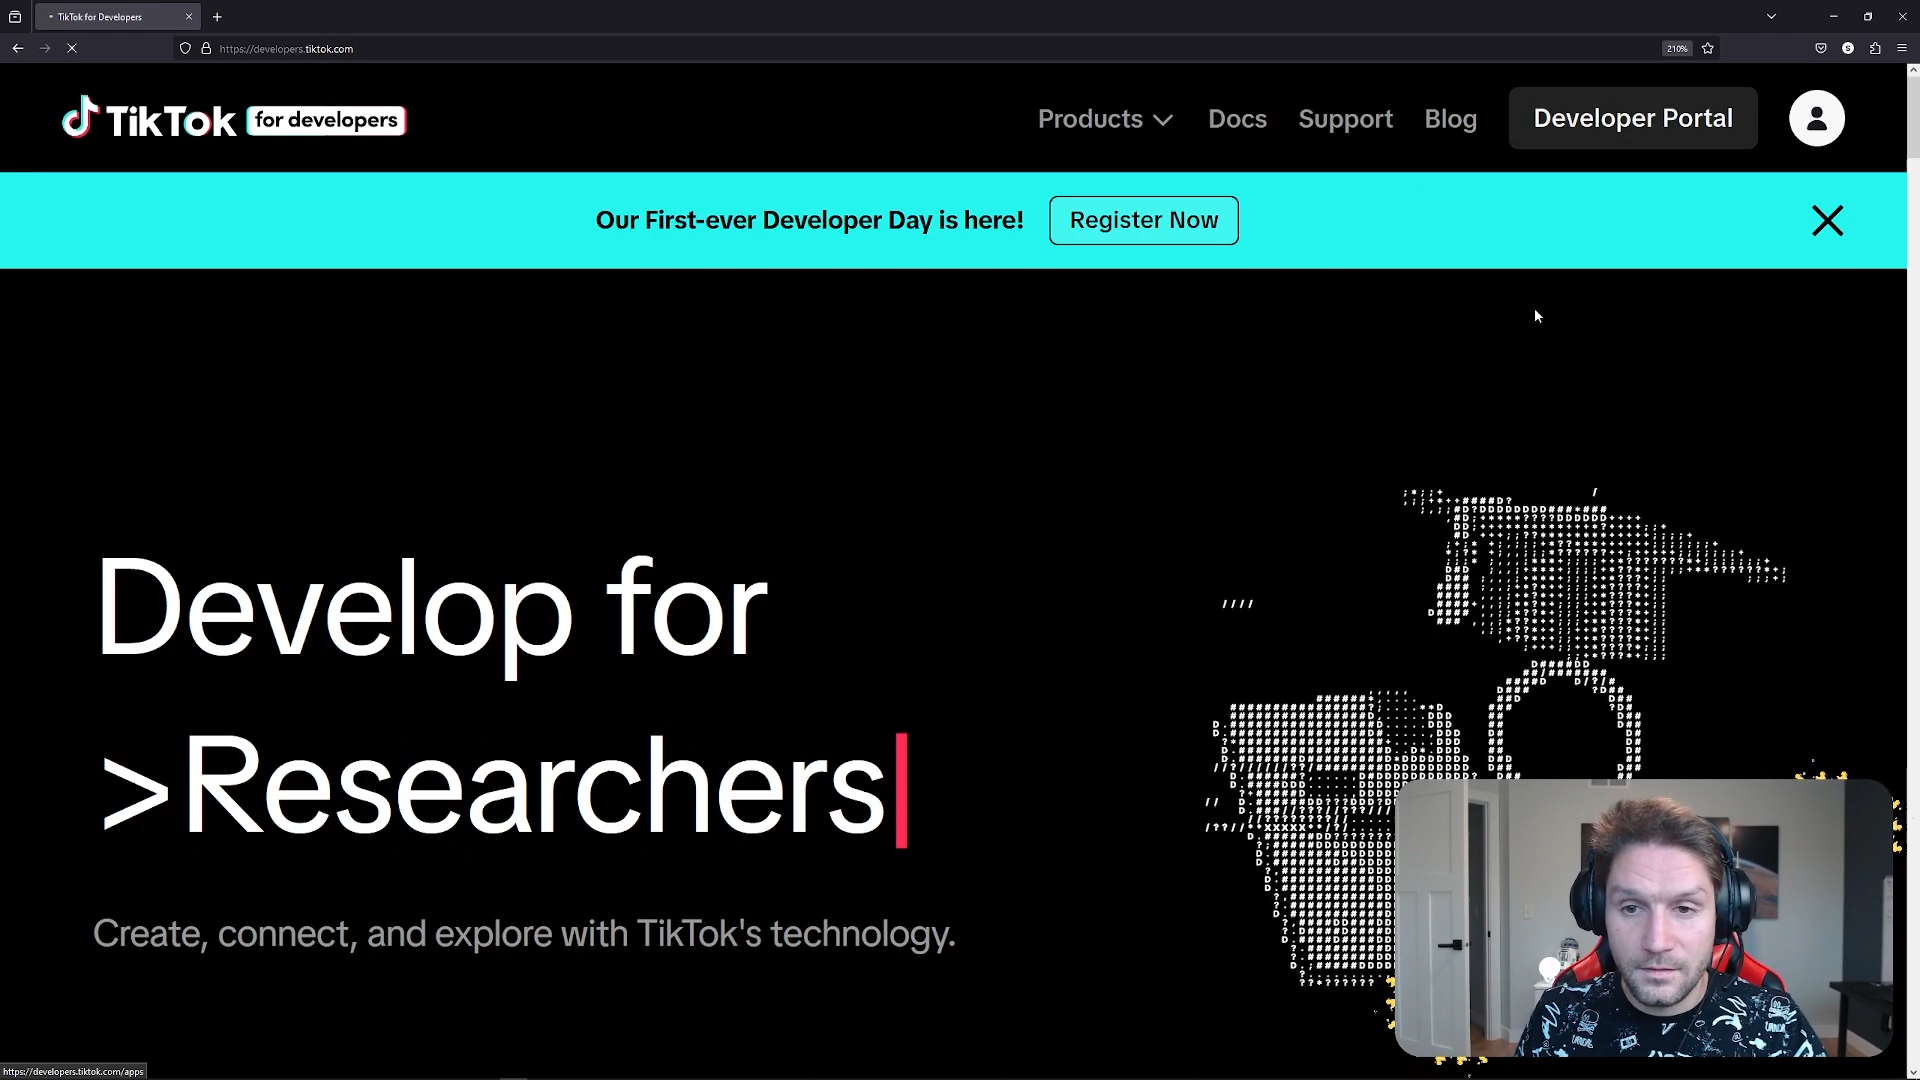 TikTok for Developers
https://developers.tiktok.com
210%
TikTok for developers
Products
Docs
Support
Blog
Developer Portal
Our First-ever Developer Day is here!
Register Now
Develop for
>Researchers
Create, connect, and explore with TikTok's technology.
https://developers.tiktok.com/apps